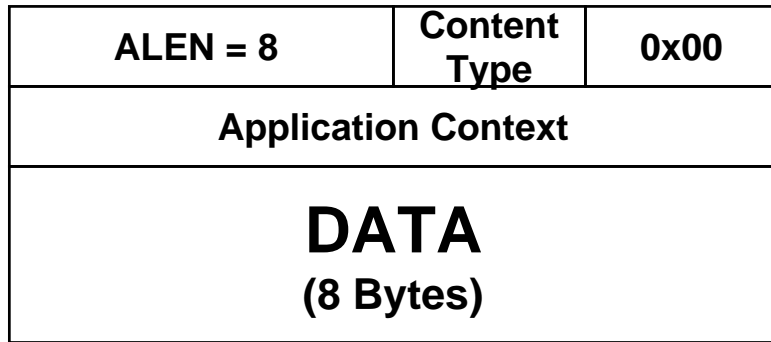 ALEN = 8
Content
Type
0x00
Application Context
DATA
(8 Bytes)